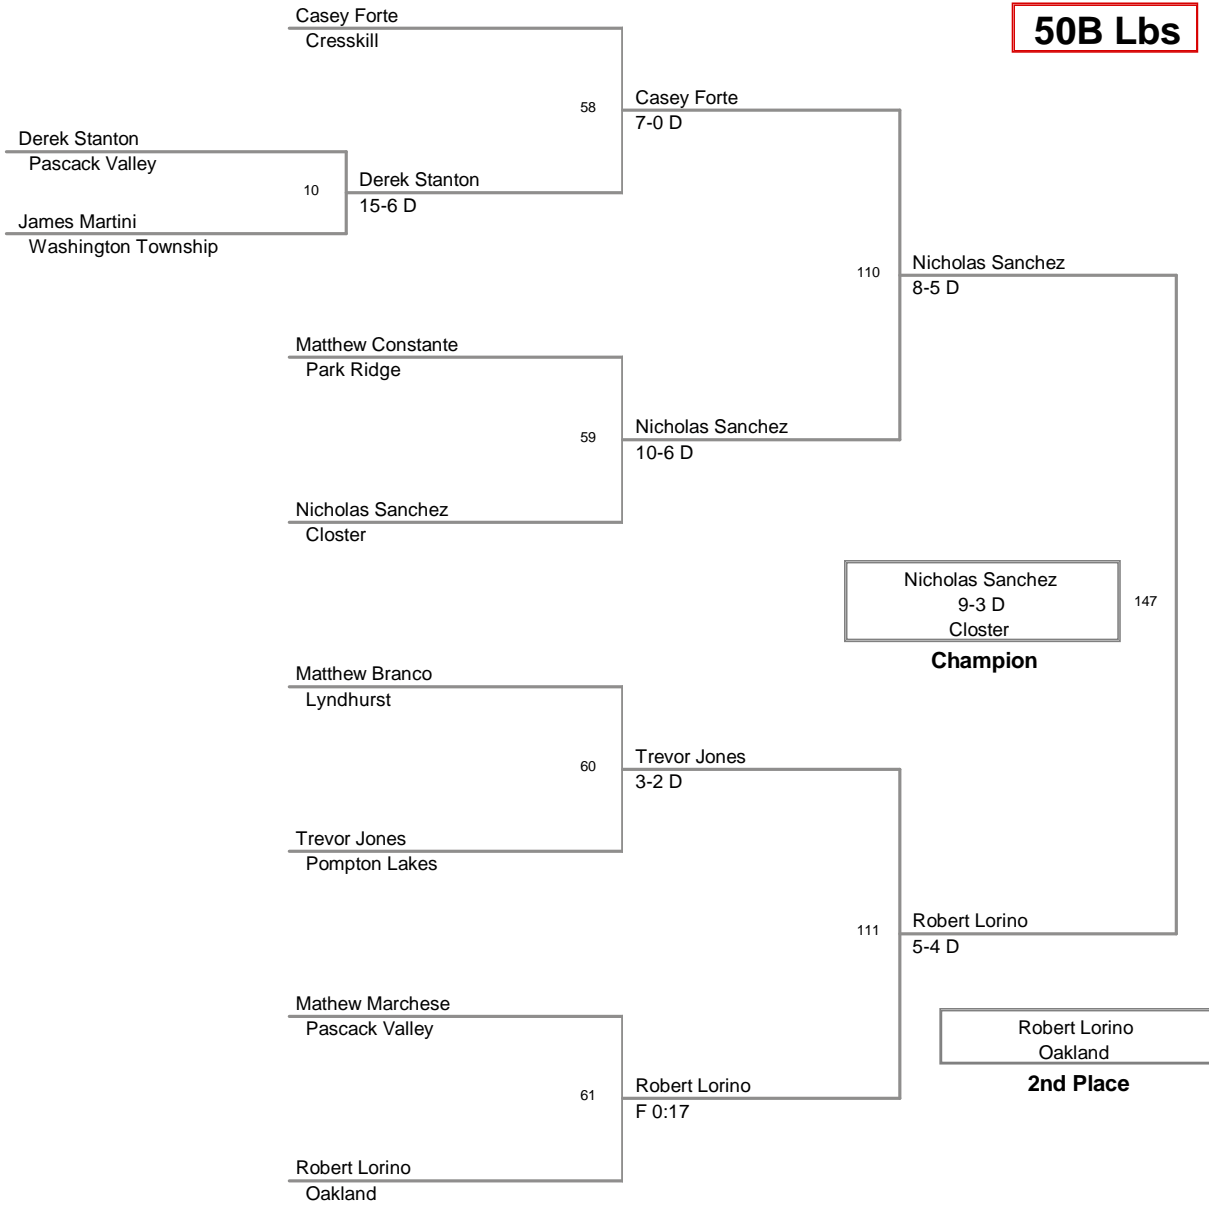 50B Lbs
Casey Forte
Cresskill
58
Casey Forte
7-0 D
Derek Stanton
Pascack Valley
10
Derek Stanton
15-6 D
James Martini
Washington Township
110
Nicholas Sanchez
8-5 D
Matthew Constante
Park Ridge
59
Nicholas Sanchez
10-6 D
Nicholas Sanchez
Closter
Nicholas Sanchez
9-3 D
Closter
147
Champion
Matthew Branco
Lyndhurst
60
Trevor Jones
3-2 D
Trevor Jones
Pompton Lakes
111
Robert Lorino
5-4 D
Mathew Marchese
Pascack Valley
Robert Lorino
Oakland
2nd Place
61
Robert Lorino
F 0:17
Robert Lorino
Oakland